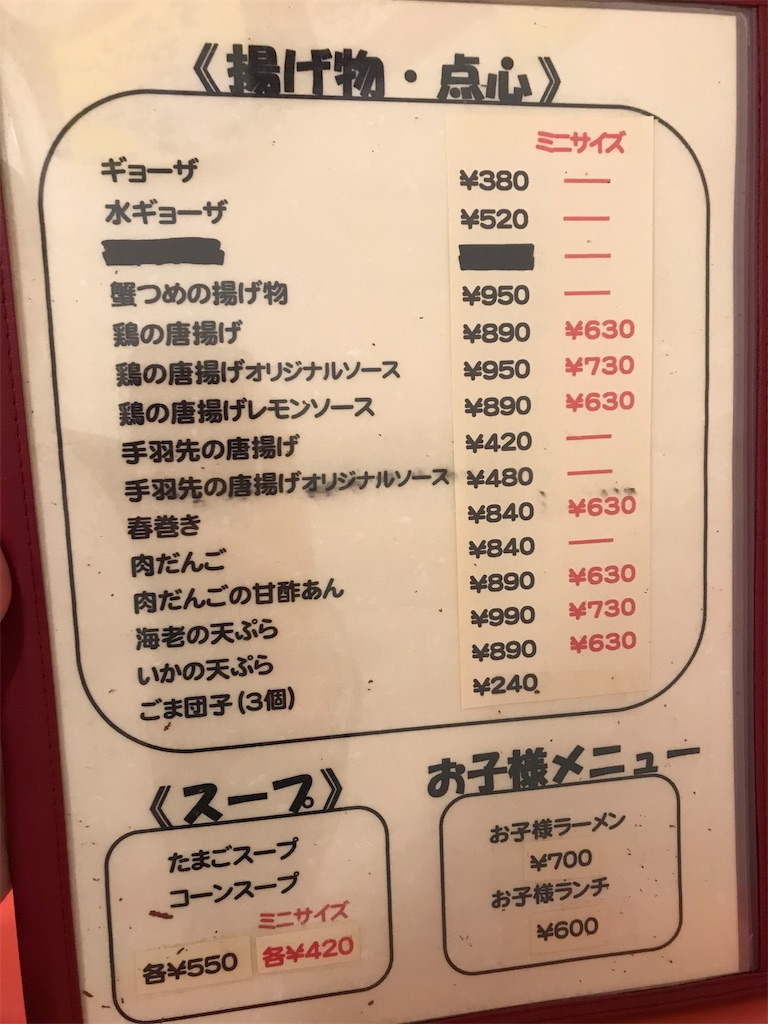 《揚げ物・点心》
ミニサイズ
ギョーザ ¥380 —
水ギョーザ ¥520 —
—
蟹つめの揚げ物 ¥950 —
鶏の唐揚げ ¥890 ¥630
鶏の唐揚げオリジナルソース ¥950 ¥730
鶏の唐揚げレモンソース ¥890 ¥630
手羽先の唐揚げ ¥420 —
手羽先の唐揚げオリジナルソース ¥480 —
春巻き ¥840 ¥630
肉だんご ¥840 —
肉だんごの甘酢あん ¥890 ¥630
海老の天ぷら ¥990 ¥730
いかの天ぷら ¥890 ¥630
ごま団子(3個) ¥240
《スープ》
たまごスープ
コーンスープ
ミニサイズ
各¥550 各¥420
お子様メニュー
お子様ラーメン
¥700
お子様ランチ
¥600